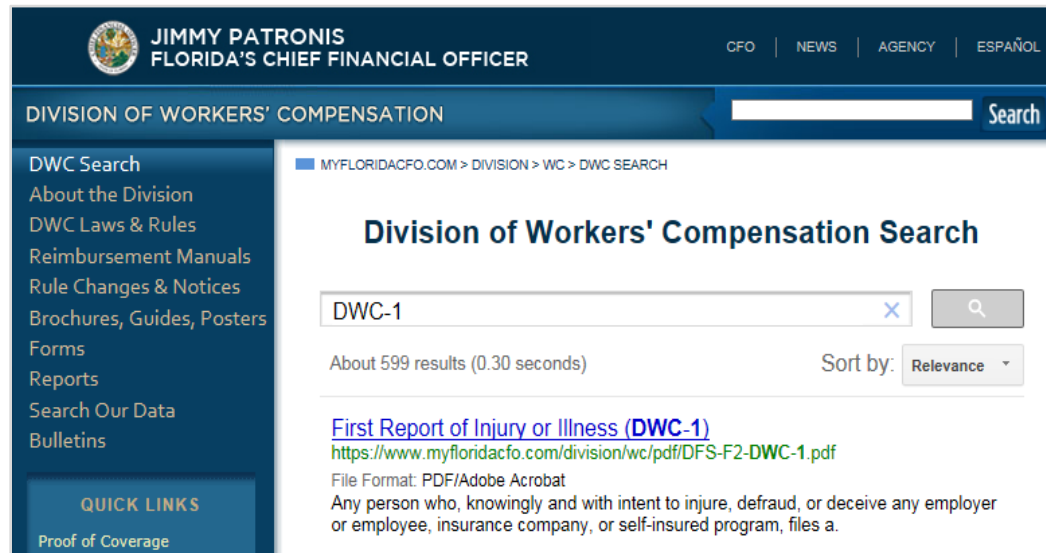 JIMMY PATRONIS
FLORIDA'S CHIEF FINANCIAL OFFICER
CFO | NEWS | AGENCY | ESPAÑOL
DIVISION OF WORKERS' COMPENSATION
Search
DWC Search
About the Division
DWC Laws & Rules
Reimbursement Manuals
Rule Changes & Notices
Brochures, Guides, Posters
Forms
Reports
Search Our Data
Bulletins
QUICK LINKS
Proof of Coverage
MYFLORIDACFO.COM > DIVISION > WC > DWC SEARCH
Division of Workers' Compensation Search
DWC-1
About 599 results (0.30 seconds)
Sort by: Relevance
First Report of Injury or Illness (DWC-1)
https://www.myfloridacfo.com/division/wc/pdf/DFS-F2-DWC-1.pdf
File Format: PDF/Adobe Acrobat
Any person who, knowingly and with intent to injure, defraud, or deceive any employer
or employee, insurance company, or self-insured program, files a.